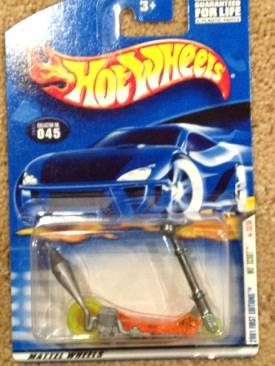 GUARANTEED
FOR LIFE
3+
HOT WHEELS
COLLECTOR NO.
045
2001 FIRST EDITIONS
MATTEL WHEELS